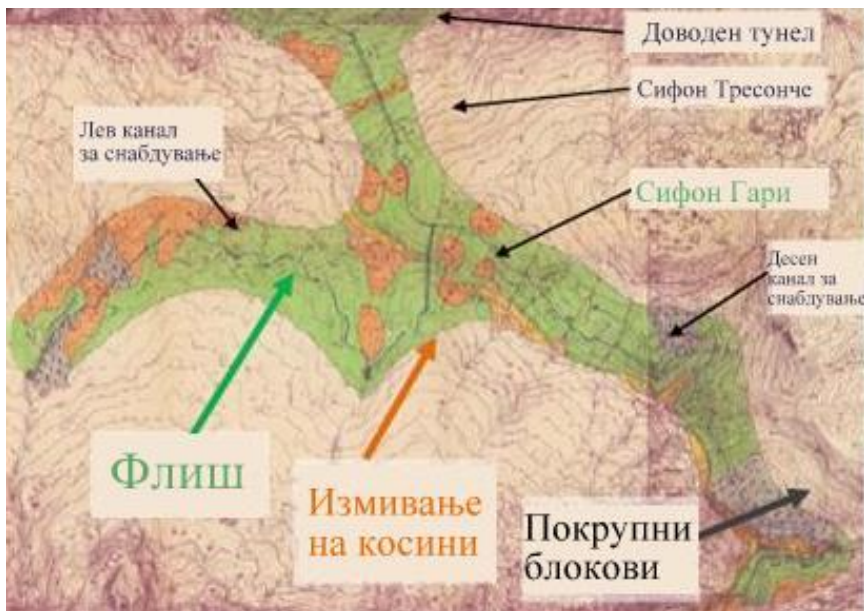 Доводен тунел
Сифон Тресонче
Лев канал
за снабдување
Сифон Гари
Десен
канал за
снабдување
Флиш
Измивање
на косини
Покрупни
блокови